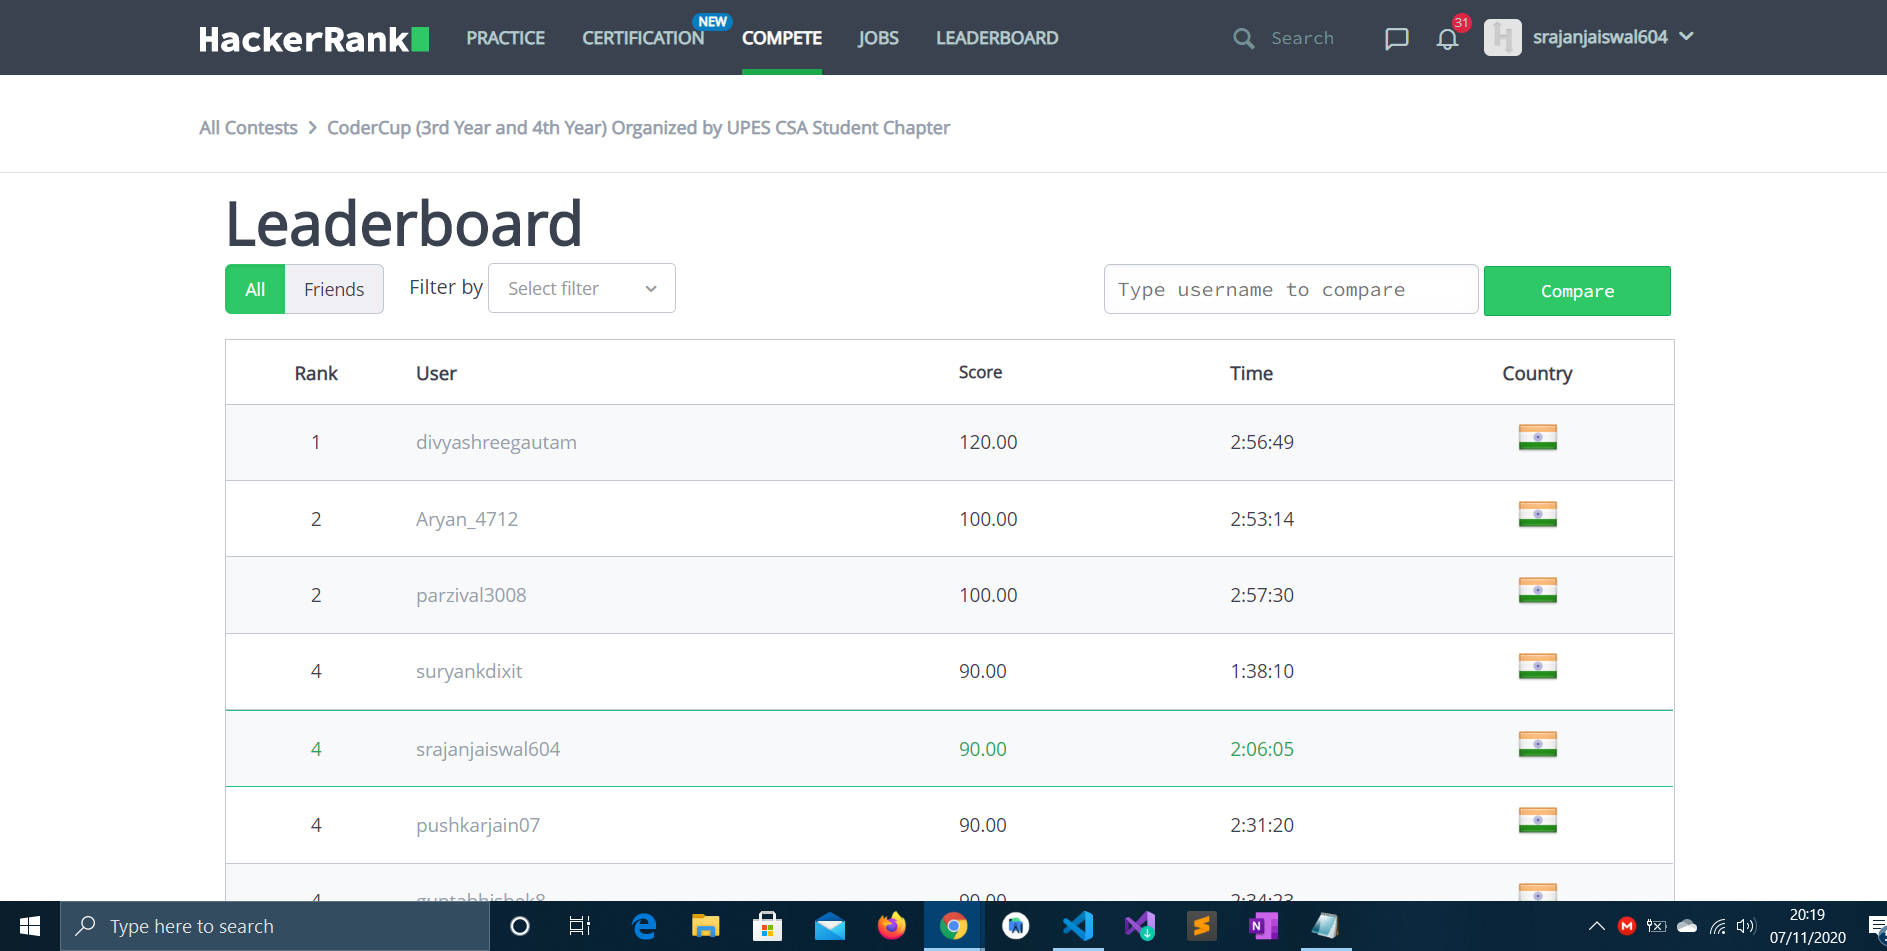 HackerRank PRACTICE CERTIFICATION NEW COMPETE JOBS LEADERBOARD Search 31 srajanjaiswal604
All Contests > CoderCup (3rd Year and 4th Year) Organized by UPES CSA Student Chapter
Leaderboard
All Friends Filter by Select filter Type username to compare Compare
Rank User Score Time Country
1 divyashreegautam 120.00 2:56:49
2 Aryan_4712 100.00 2:53:14
2 parzival3008 100.00 2:57:30
4 suryankdixit 90.00 1:38:10
4 srajanjaiswal604 90.00 2:06:05
4 pushkarjain07 90.00 2:31:20
4 90.00
Type here to search 20:19
07/11/2020